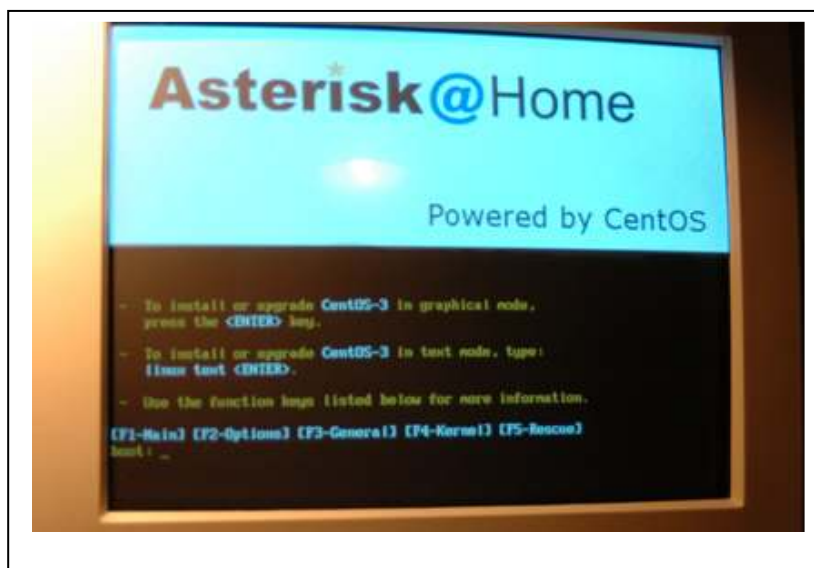 Asterisk@Home
Powered by CentOS
- To install or upgrade CentOS-3 in graphical mode,
press the <ENTER> key.
- To install or upgrade CentOS-3 in text mode, type:
linux text <ENTER>.
- Use the function keys listed below for more information.
[F1-Main] [F2-Options] [F3-General] [F4-Kernel] [F5-Rescue]
boot: _